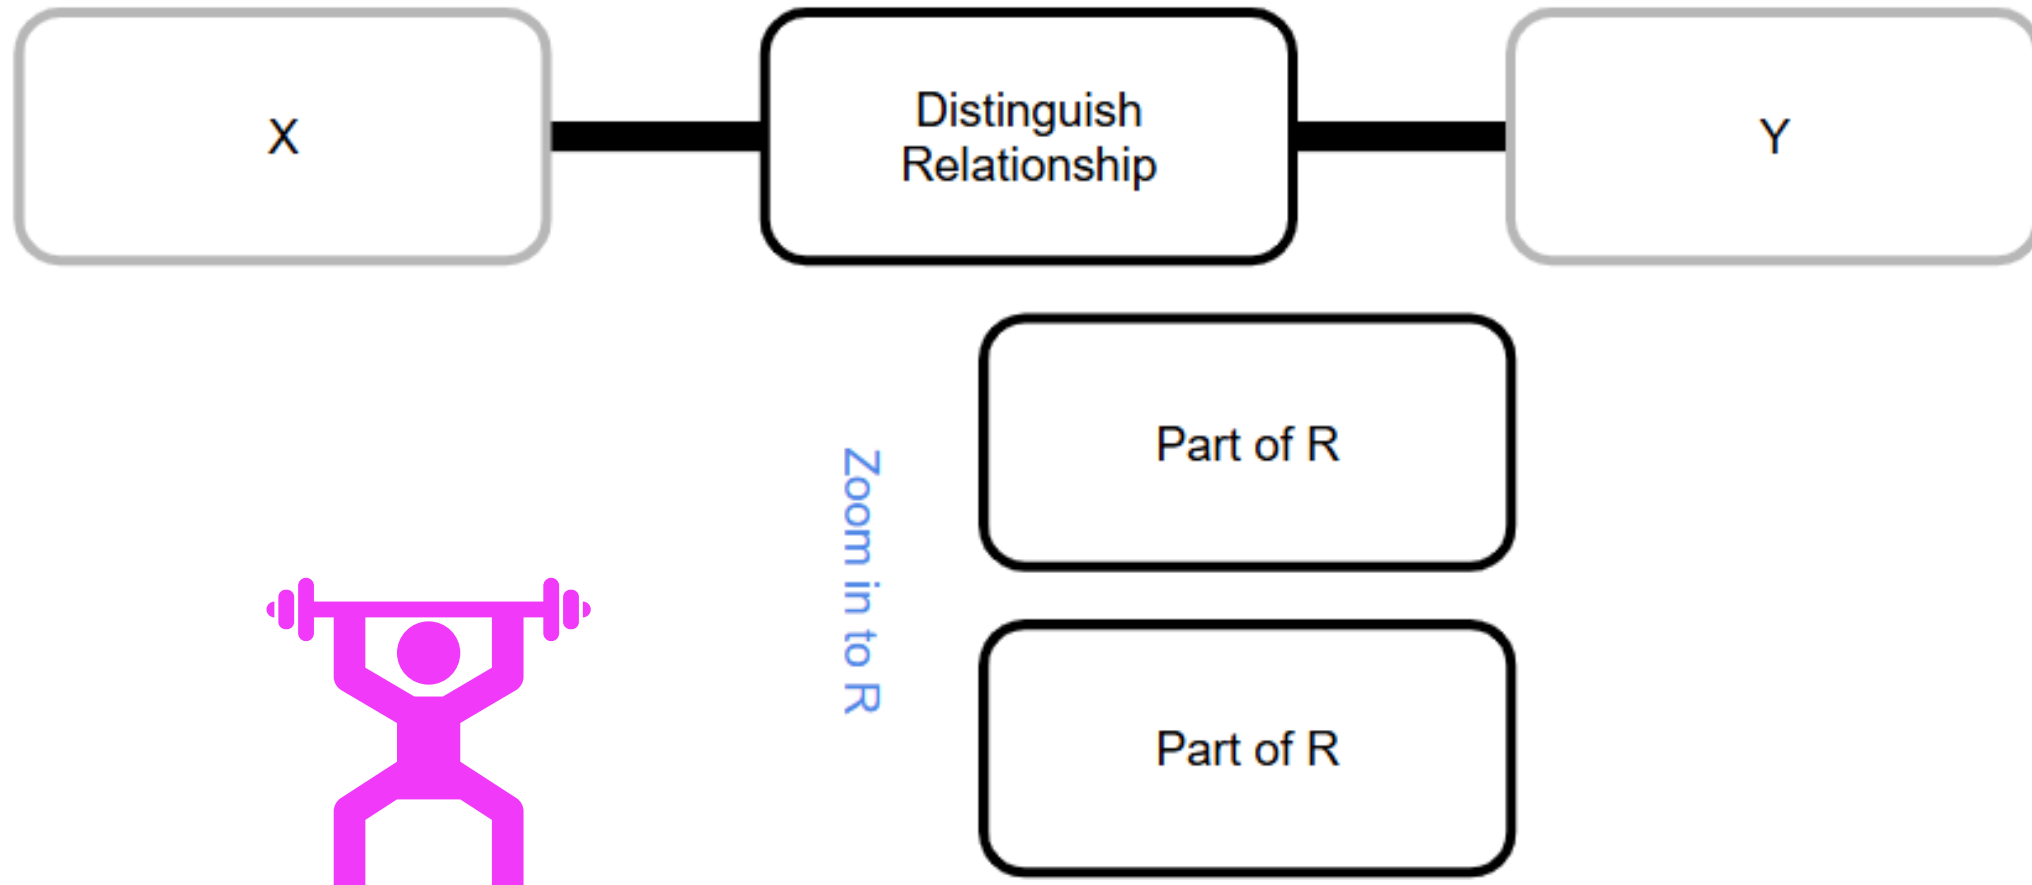 X
Distinguish
Relationship
Y
Part of R
Zoom in to R
Part of R